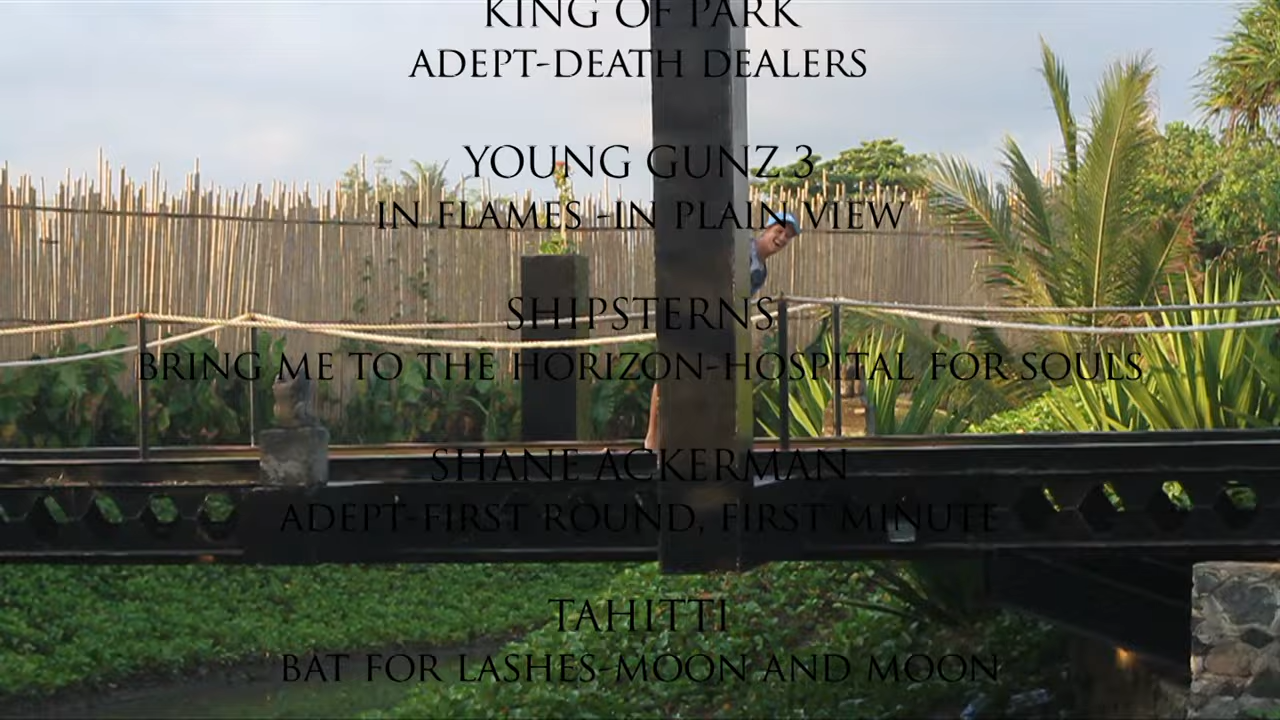 KING OF PARK
ADEPT-DEATH DEALERS
YOUNG GUNZ 3
IN FLAMES -IN PLAIN VIEW
SHIPSTERNS
BRING ME TO THE HORIZON-HOSPITAL FOR SOULS
SHANE ACKERMAN
ADEPT-FIRST ROUND, FIRST MINUTE
TAHITTI
BAT FOR LASHES-MOON AND MOON